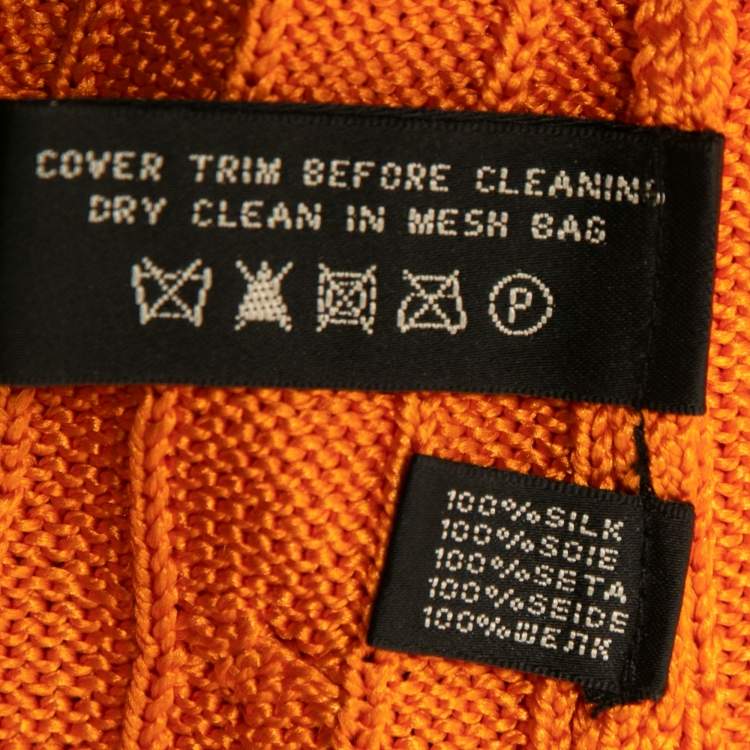 COVER TRIM BEFORE CLEANING
DRY CLEAN IN MESH BAG
P
100%SILK
100%SOIE
100%SETA
100%SEIDE
100%ШЕЛК